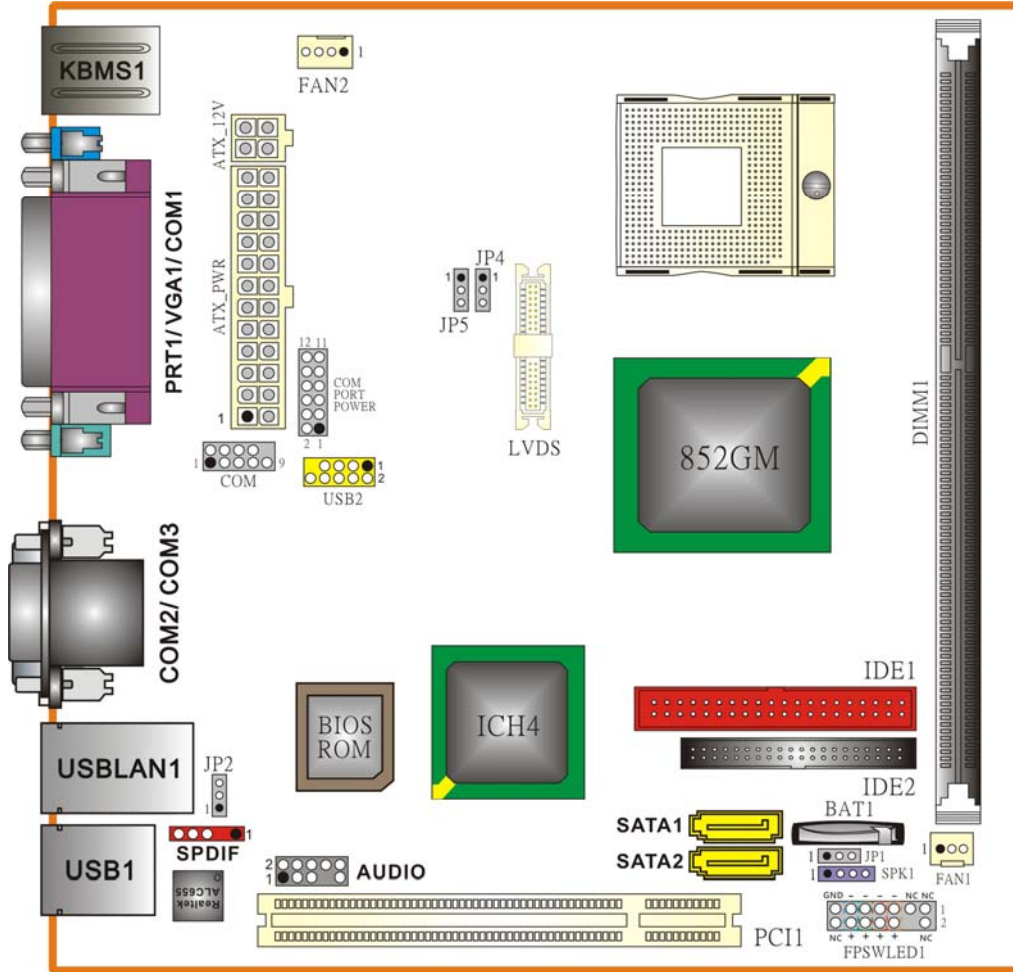 KBMS1
1
FAN2
ATX_12V
PRT1/ VGA1/ COM1
ATX_PWR
1
12 11
COM
PORT
POWER
2 1
1 9
COM
1
2
USB2
JP4
1 1
JP5
LVDS
852GM
DIMM1
COM2/ COM3
BIOS
ROM
ICH4
IDE1
IDE2
USBLAN1
JP2
1
1
SPDIF
USB1
Realtek
ALC655
2
1
AUDIO
SATA1
SATA2
BAT1
1 JP1
1 SPK1
1
FAN1
PCI1
GND - - - - NC NC
1
2
NC + + + + NC
FPSWLED1